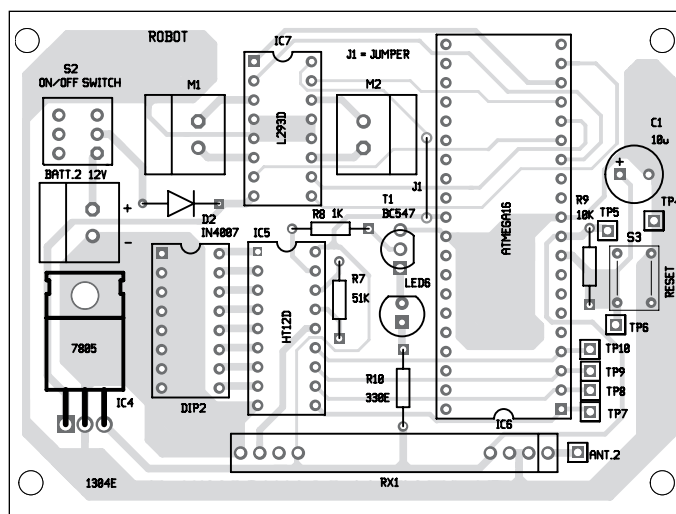 ROBOT
IC7
J1 = JUMPER
S2
ON/OFF SWITCH
M1
M2
L293D
C1
10u
BATT.2 12V
+
+
-
J1
T1
BC547
R9
10K
TP5
TP4
D2
IN4007
IC5
R8 1K
ATMEGA16
S3
RESET
LED6
R7
51K
HT12D
7805
TP6
TP10
TP9
TP8
TP7
R10
330E
IC4
DIP2
IC6
ANT.2
RX1
1304E